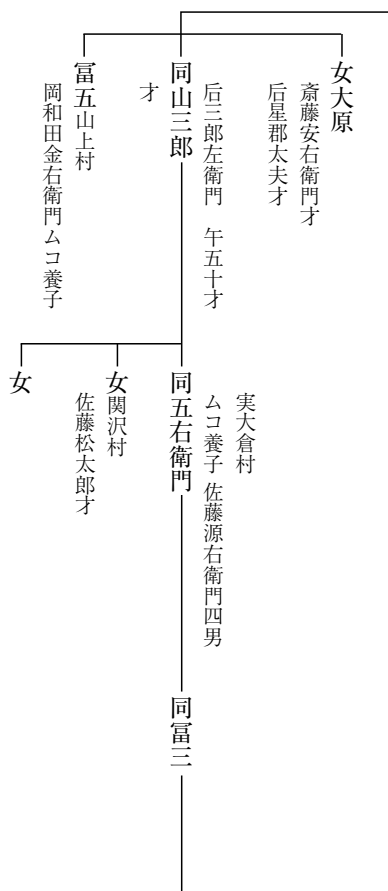 女大原
斎藤安右衛門才
后星郡太夫才
同山三郎
后三郎左衛門　午五十才
才
冨五山上村
岡和田金右衛門ムコ養子
同五右衛門
実大倉村
ムコ養子 佐藤源右衛門四男
女関沢村
佐藤松太郎才
女
同冨三